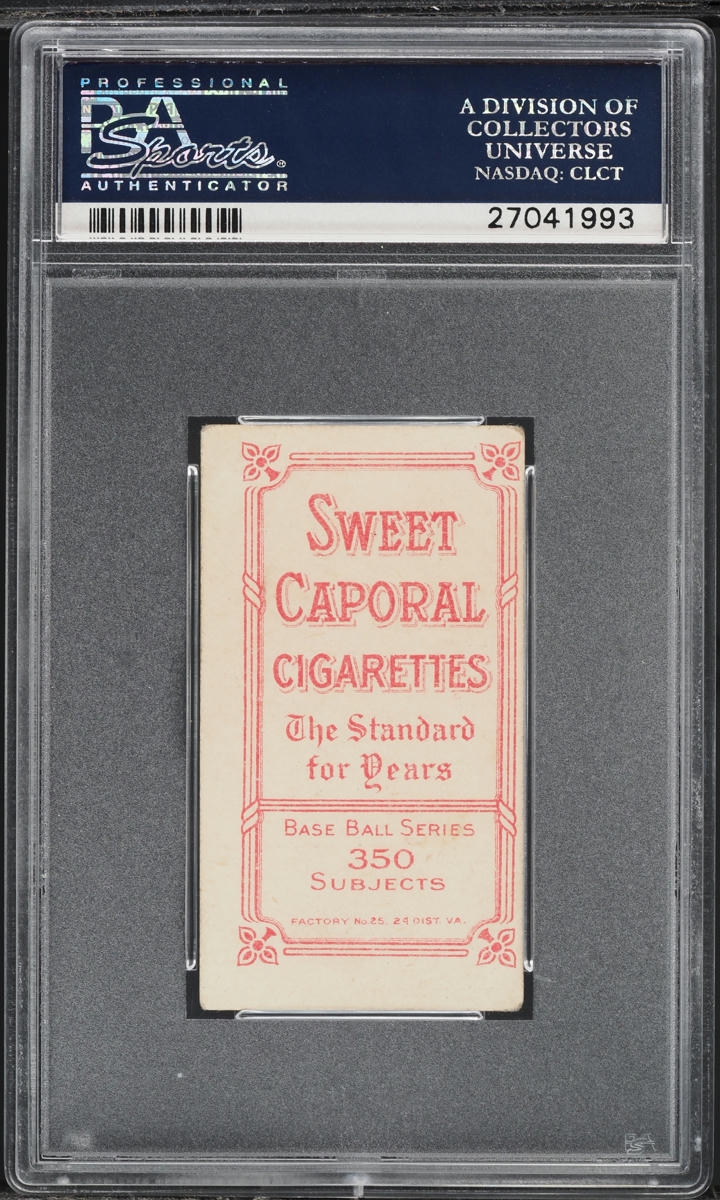 PROFESSIONAL
PSA
Sports®
AUTHENTICATOR
A DIVISION OF
COLLECTORS
UNIVERSE
NASDAQ: CLCT
27041993
SWEET
CAPORAL
CIGARETTES
The Standard
for Years
BASE BALL SERIES
350
SUBJECTS
FACTORY No. 25. 2d DIST. VA.
PSA